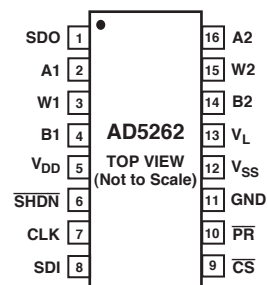 SDO 1 16 A2
A1 2 15 W2
W1 3 14 B2
B1 4 AD5262 13 VL
VDD 5 TOP VIEW 12 VSS
(Not to Scale)
SHDN 6 11 GND
CLK 7 10 PR
SDI 8 9 CS